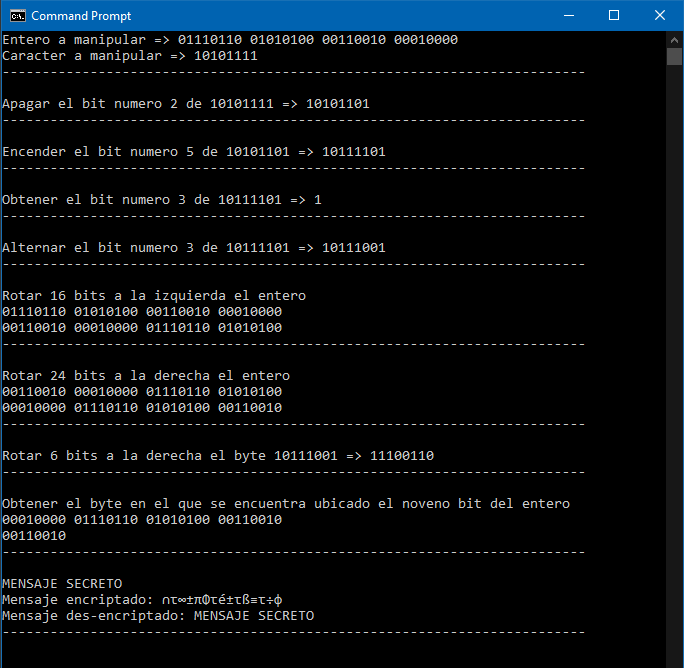 Command Prompt
Entero a manipular => 01110110 01010100 00110010 00010000
Caracter a manipular => 10101111
-------------------------------------------------------------------------
Apagar el bit numero 2 de 10101111 => 10101101
-------------------------------------------------------------------------
Encender el bit numero 5 de 10101101 => 10111101
-------------------------------------------------------------------------
Obtener el bit numero 3 de 10111101 => 1
-------------------------------------------------------------------------
Alternar el bit numero 3 de 10111101 => 10111001
-------------------------------------------------------------------------
Rotar 16 bits a la izquierda el entero
01110110 01010100 00110010 00010000
00110010 00010000 01110110 01010100
-------------------------------------------------------------------------
Rotar 24 bits a la derecha el entero
00110010 00010000 01110110 01010100
00010000 01110110 01010100 00110010
-------------------------------------------------------------------------
Rotar 6 bits a la derecha el byte 10111001 => 11100110
-------------------------------------------------------------------------
Obtener el byte en el que se encuentra ubicado el noveno bit del entero
00010000 01110110 01010100 00110010
00110010
-------------------------------------------------------------------------
MENSAJE SECRETO
Mensaje encriptado: ∩τ∞±πΦτé±τß≡τ÷φ
Mensaje des-encriptado: MENSAJE SECRETO
-------------------------------------------------------------------------